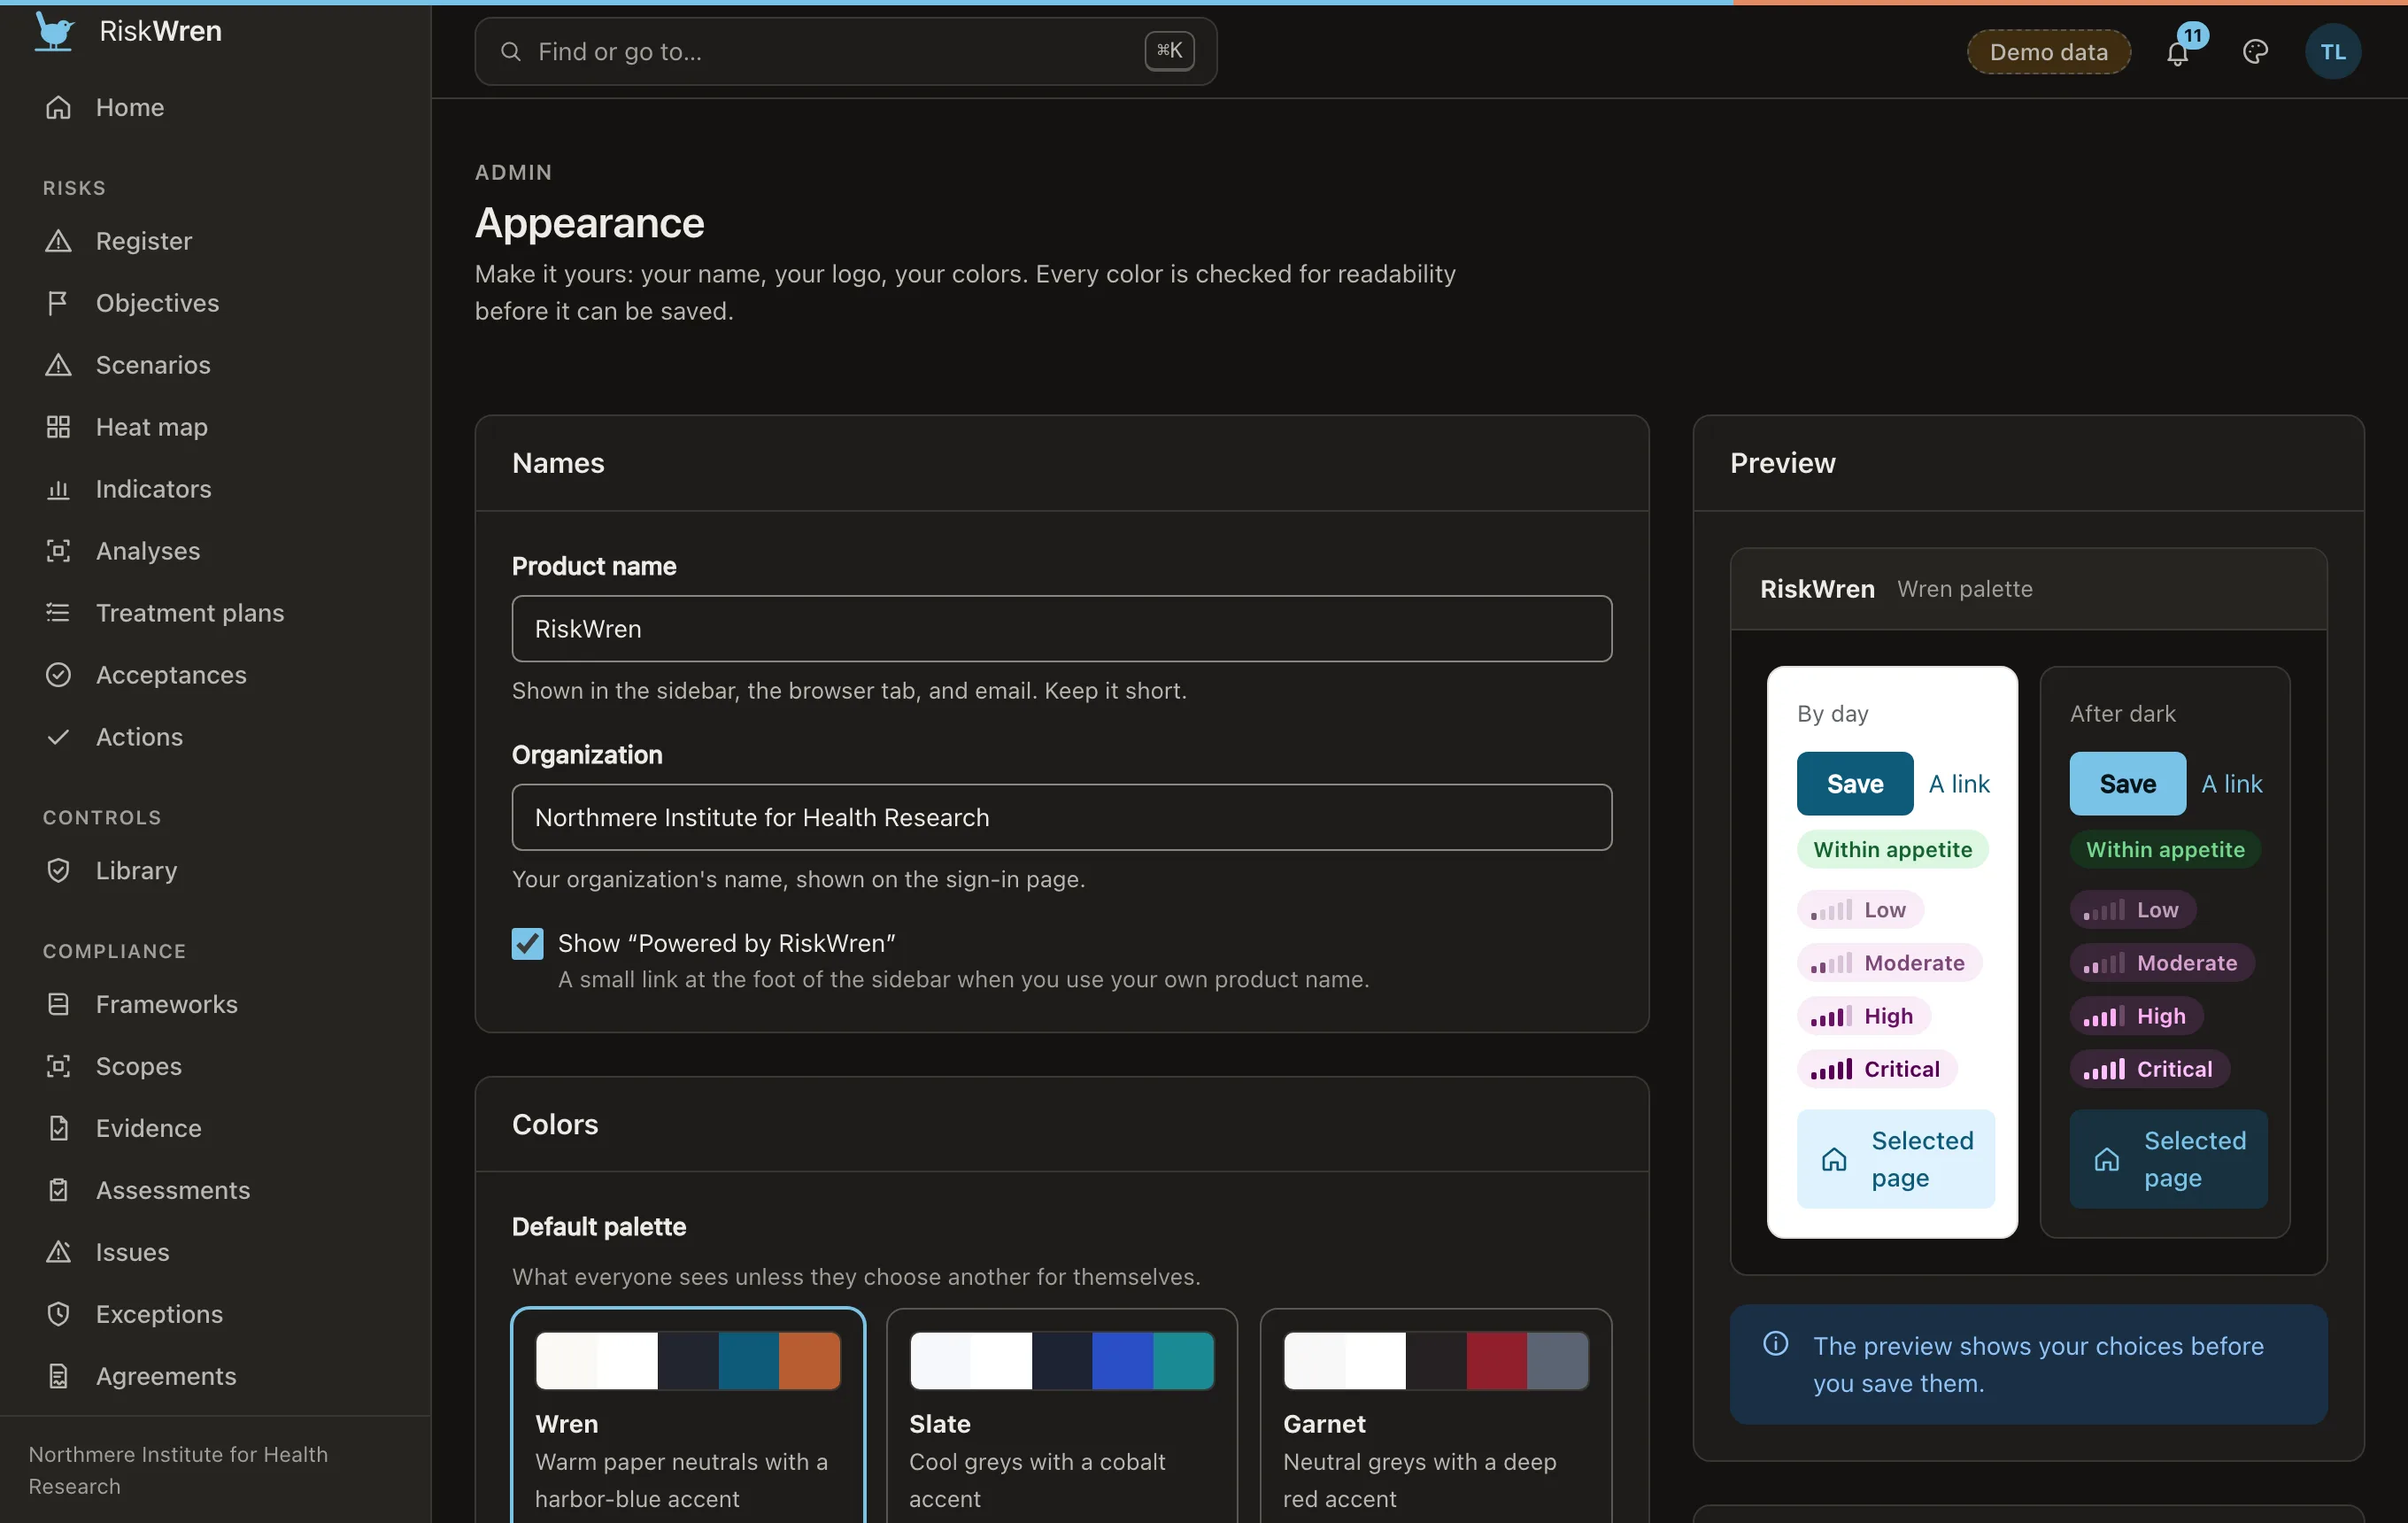 RiskWren
Find or go to...
⌘K
Demo data
11
TL
Home
RISKS
Register
Objectives
Scenarios
Heat map
Indicators
Analyses
Treatment plans
Acceptances
Actions
CONTROLS
Library
COMPLIANCE
Frameworks
Scopes
Evidence
Assessments
Issues
Exceptions
Agreements
Northmere Institute for Health
Research
ADMIN
Appearance
Make it yours: your name, your logo, your colors. Every color is checked for readability
before it can be saved.
Names
Product name
RiskWren
Shown in the sidebar, the browser tab, and email. Keep it short.
Organization
Northmere Institute for Health Research
Your organization's name, shown on the sign-in page.
Show “Powered by RiskWren”
A small link at the foot of the sidebar when you use your own product name.
Colors
Default palette
What everyone sees unless they choose another for themselves.
Wren
Warm paper neutrals with a
harbor-blue accent
Slate
Cool greys with a cobalt
accent
Garnet
Neutral greys with a deep
red accent
Preview
RiskWren Wren palette
By day
Save A link
Within appetite
Low
Moderate
High
Critical
Selected
page
After dark
Save A link
Within appetite
Low
Moderate
High
Critical
Selected
page
The preview shows your choices before
you save them.